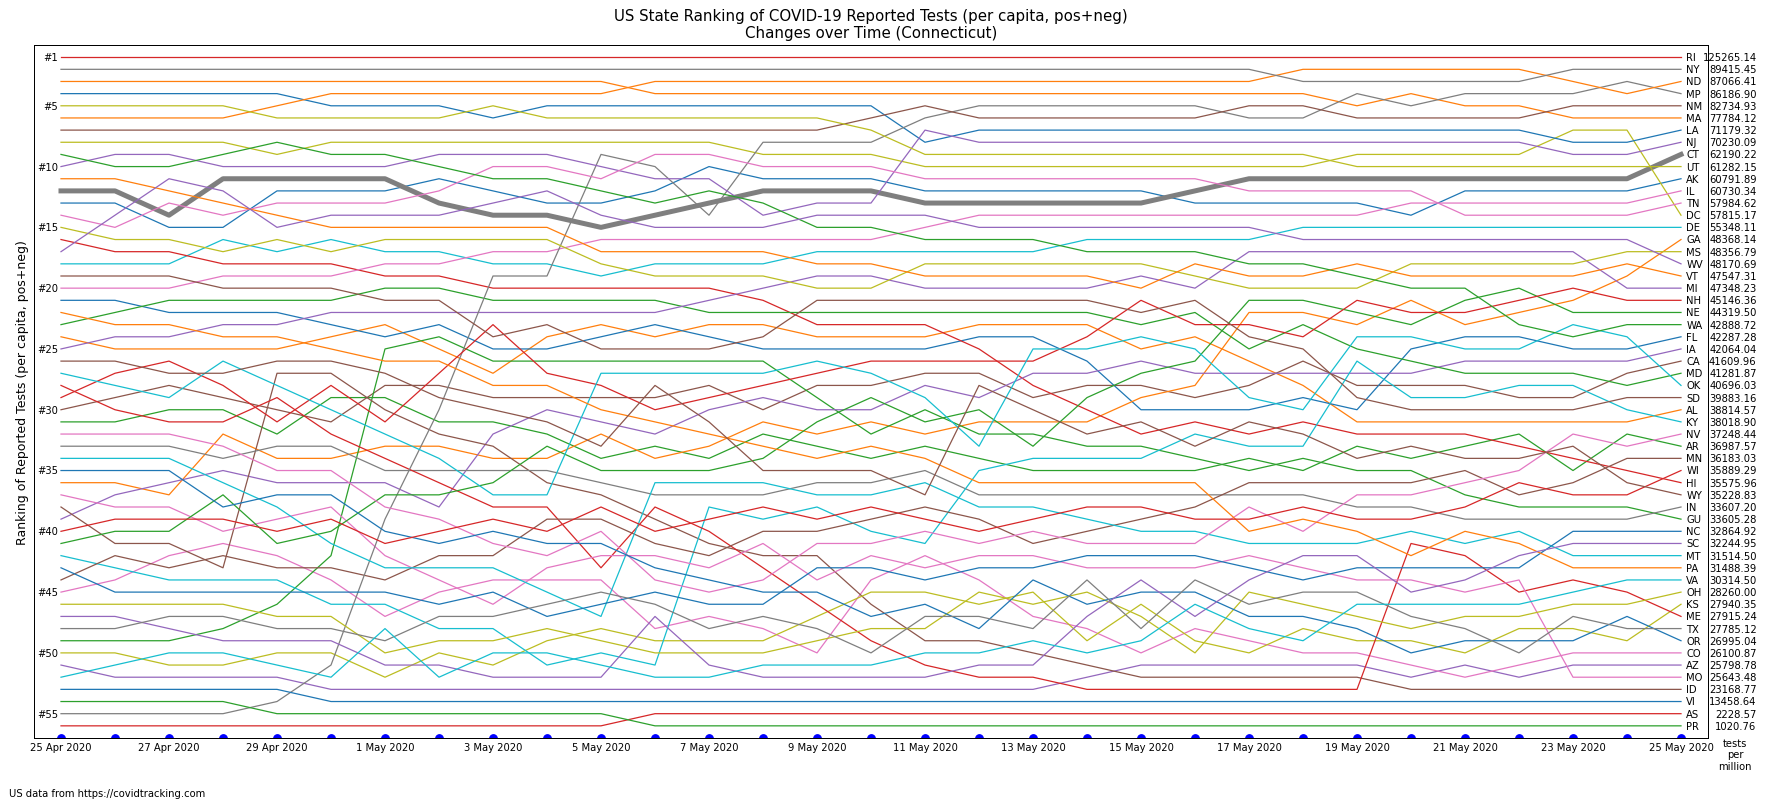 US State Ranking of COVID-19 Reported Tests (per capita, pos+neg)
Changes over Time (Connecticut)
Ranking of Reported Tests (per capita, pos+neg)
#1
#5
#10
#15
#20
#25
#30
#35
#40
#45
#50
#55
RI 125265.14
NY 89415.45
ND 87066.41
MP 86186.90
NM 82734.93
MA 77784.12
LA 71179.32
NJ 70230.09
CT 62190.22
UT 61282.15
AK 60791.89
IL 60730.34
TN 57984.62
DC 57815.17
DE 55348.11
GA 48368.14
MS 48356.79
WV 48170.69
VT 47547.31
MI 47348.23
NH 45146.36
NE 44319.50
WA 42888.72
FL 42287.28
IA 42064.04
CA 41609.96
MD 41281.87
OK 40696.03
SD 39883.16
AL 38814.57
KY 38018.90
NV 37248.44
AR 36987.57
MN 36183.03
WI 35889.29
HI 35575.96
WY 35228.83
IN 33607.20
GU 33605.28
NC 32864.92
SC 32244.95
MT 31514.50
PA 31488.39
VA 30314.50
OH 28260.00
KS 27940.35
ME 27915.24
TX 27785.12
OR 26995.04
CO 26100.87
AZ 25798.78
MO 25643.48
ID 23168.77
VI 13458.64
AS 2228.57
PR 1020.76
25 Apr 2020 27 Apr 2020 29 Apr 2020 1 May 2020 3 May 2020 5 May 2020 7 May 2020 9 May 2020 11 May 2020 13 May 2020 15 May 2020 17 May 2020 19 May 2020 21 May 2020 23 May 2020 25 May 2020
tests
per
million
US data from https://covidtracking.com